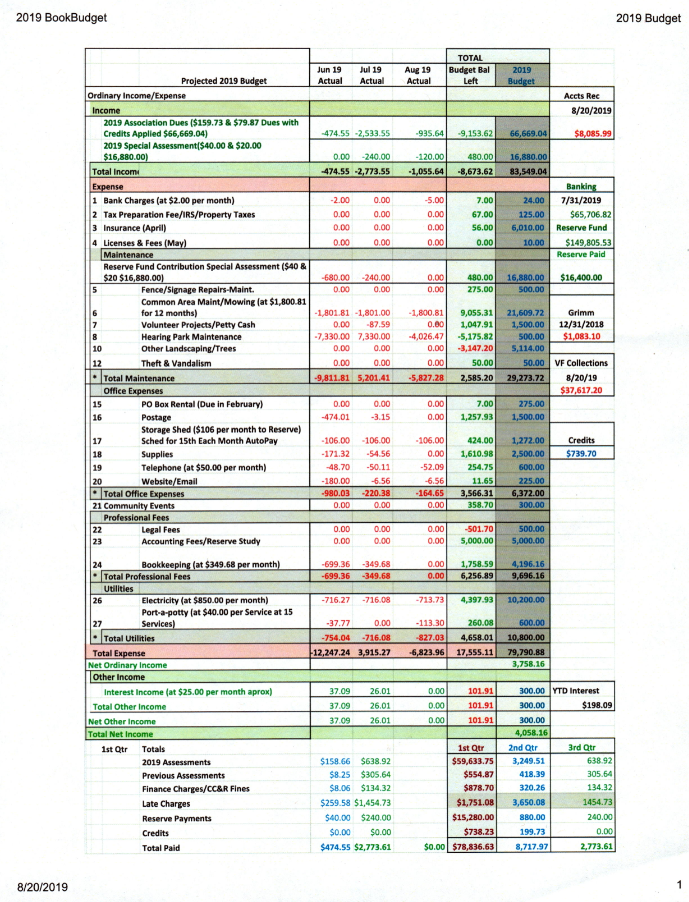 2019 BookBudget 2019 Budget
TOTAL
Projected 2019 Budget Jun 19 Actual Jul 19 Actual Aug 19 Actual Budget Bal Left 2019 Budget
Ordinary Income/Expense Accts Rec
Income 8/20/2019
2019 Association Dues ($159.73 & $79.87 Dues with
Credits Applied $66,669.04) -474.55 -2,533.55 -935.64 -9,153.62 66,669.04 $8,085.99
2019 Special Assessment($40.00 & $20.00
$16,880.00) 0.00 -240.00 -120.00 480.00 16,880.00
Total Income -474.55 -2,773.55 -1,055.64 -8,673.62 83,549.04
Expense Banking
1 Bank Charges (at $2.00 per month) -2.00 0.00 -5.00 7.00 24.00 7/31/2019
2 Tax Preparation Fee/IRS/Property Taxes 0.00 0.00 0.00 67.00 125.00 $65,706.82
3 Insurance (April) 0.00 0.00 0.00 56.00 6,010.00 Reserve Fund
4 Licenses & Fees (May) 0.00 0.00 0.00 0.00 10.00 $149,805.53
Maintenance Reserve Paid
Reserve Fund Contribution Special Assessment ($40 &
$20 $16,880.00) -680.00 -240.00 0.00 480.00 16,880.00 $16,400.00
5 Fence/Signage Repairs-Maint. 0.00 0.00 0.00 275.00 500.00
Common Area Maint/Mowing (at $1,800.81
6 for 12 months) -1,801.81 -1,801.00 -1,800.81 9,055.31 21,609.72 Grimm
7 Volunteer Projects/Petty Cash 0.00 -87.59 0.00 1,047.91 1,500.00 12/31/2018
8 Hearing Park Maintenance -7,330.00 7,330.00 -4,026.47 -5,175.82 500.00 $1,083.10
10 Other Landscaping/Trees 0.00 0.00 0.00 -3,147.20 5,114.00
12 Theft & Vandalism 0.00 0.00 0.00 50.00 50.00 VF Collections
* Total Maintenance -9,811.81 5,201.41 -5,827.28 2,585.20 29,273.72 8/20/19
Office Expenses $37,617.20
15 PO Box Rental (Due in February) 0.00 0.00 0.00 7.00 275.00
16 Postage -474.01 -3.15 0.00 1,257.93 1,500.00
Storage Shed ($106 per month to Reserve)
17 Sched for 15th Each Month AutoPay -106.00 -106.00 -106.00 424.00 1,272.00 Credits
18 Supplies -171.32 -54.56 0.00 1,610.98 2,500.00 $739.70
19 Telephone (at $50.00 per month) -48.70 -50.11 -52.09 254.75 600.00
20 Website/Email -180.00 -6.56 -6.56 11.65 225.00
* Total Office Expenses -980.03 -220.38 -164.65 3,566.31 6,372.00
21 Community Events 0.00 0.00 0.00 358.70 300.00
Professional Fees
22 Legal Fees 0.00 0.00 0.00 -501.70 500.00
23 Accounting Fees/Reserve Study 0.00 0.00 0.00 5,000.00 5,000.00
24 Bookkeeping (at $349.68 per month) -699.36 -349.68 0.00 1,758.59 4,196.16
* Total Professional Fees -699.36 -349.68 0.00 6,256.89 9,696.16
Utilities
26 Electricity (at $850.00 per month) -716.27 -716.08 -713.73 4,397.93 10,200.00
Port-a-potty (at $40.00 per Service at 15
27 Services) -37.77 0.00 -113.30 260.08 600.00
* Total Utilities -754.04 -716.08 -827.03 4,658.01 10,800.00
Total Expense -12,247.24 3,915.27 -6,823.96 17,555.11 79,790.88
Net Ordinary Income 3,758.16
Other Income
Interest Income (at $25.00 per month aprox) 37.09 26.01 0.00 101.91 300.00 YTD Interest
Total Other Income 37.09 26.01 0.00 101.91 300.00 $198.09
Net Other Income 37.09 26.01 0.00 101.91 300.00
Total Net Income 4,058.16
1st Qtr Totals 1st Qtr 2nd Qtr 3rd Qtr
2019 Assessments $158.66 $638.92 $59,633.75 3,249.51 638.92
Previous Assessments $8.25 $305.64 $554.87 418.39 305.64
Finance Charges/CC&R Fines $8.06 $134.32 $878.70 320.26 134.32
Late Charges $259.58 $1,454.73 $1,751.08 3,650.08 1454.73
Reserve Payments $40.00 $240.00 $15,280.00 880.00 240.00
Credits $0.00 $0.00 $738.23 199.73 0.00
Total Paid $474.55 $2,773.61 $0.00 $78,836.63 8,717.97 2,773.61
8/20/2019 1